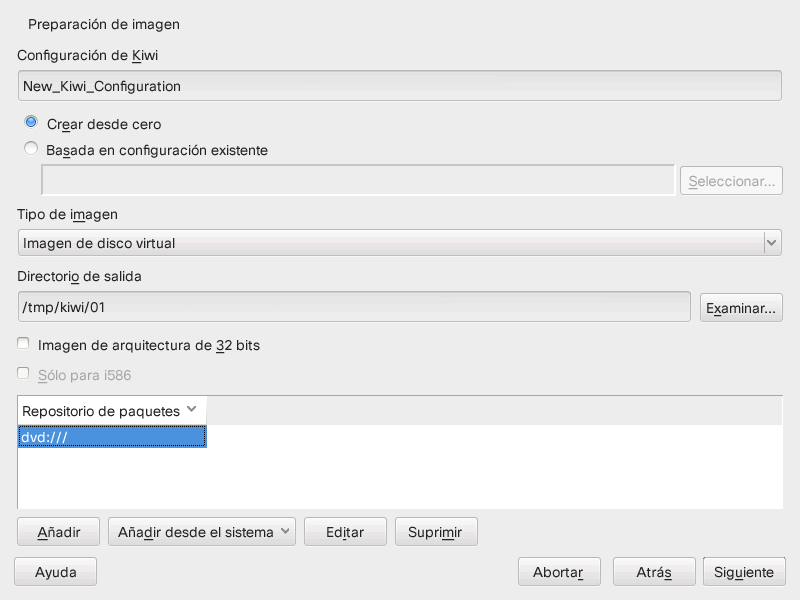 Preparación de imagen
Configuración de Kiwi
New_Kiwi_Configuration
Crear desde cero
Basada en configuración existente
Seleccionar...
Tipo de imagen
Imagen de disco virtual
Directorio de salida
/tmp/kiwi/01
Examinar...
Imagen de arquitectura de 32 bits
Sólo para i586
Repositorio de paquetes
dvd:///
Añadir
Añadir desde el sistema
Editar
Suprimir
Ayuda
Abortar
Atrás
Siguiente